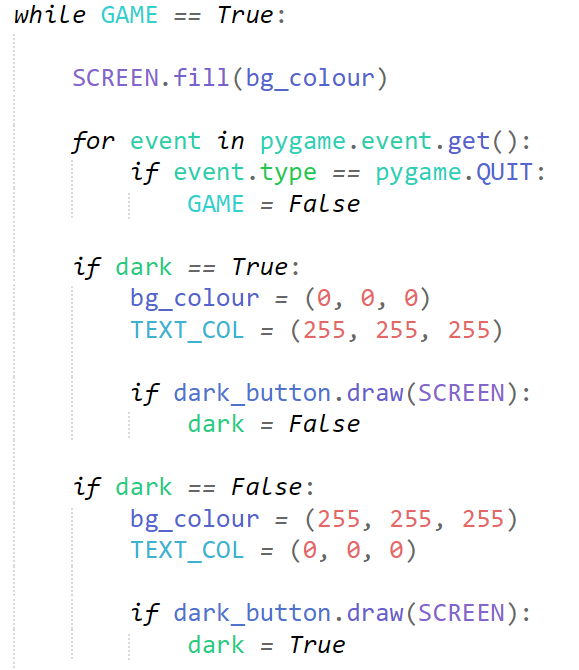 while GAME == True:
SCREEN.fill(bg_colour)
for event in pygame.event.get():
if event.type == pygame.QUIT:
GAME = False
if dark == True:
bg_colour = (0, 0, 0)
TEXT_COL = (255, 255, 255)
if dark_button.draw(SCREEN):
dark = False
if dark == False:
bg_colour = (255, 255, 255)
TEXT_COL = (0, 0, 0)
if dark_button.draw(SCREEN):
dark = True